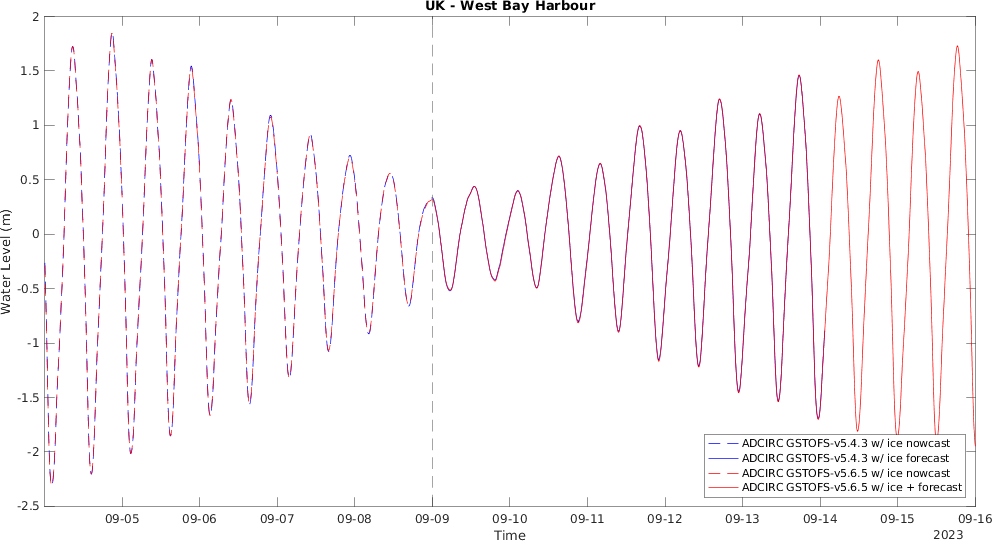 UK - West Bay Harbour
2
1.5
1
0.5
0
-0.5
-1
-1.5
-2
-2.5
Water Level (m)
ADCIRC GSTOFS-v5.4.3 w/ ice nowcast
ADCIRC GSTOFS-v5.4.3 w/ ice forecast
ADCIRC GSTOFS-v5.6.5 w/ ice nowcast
ADCIRC GSTOFS-v5.6.5 w/ ice + forecast
09-05 09-06 09-07 09-08 09-09 09-10 09-11 09-12 09-13 09-14 09-15 09-16
Time
2023